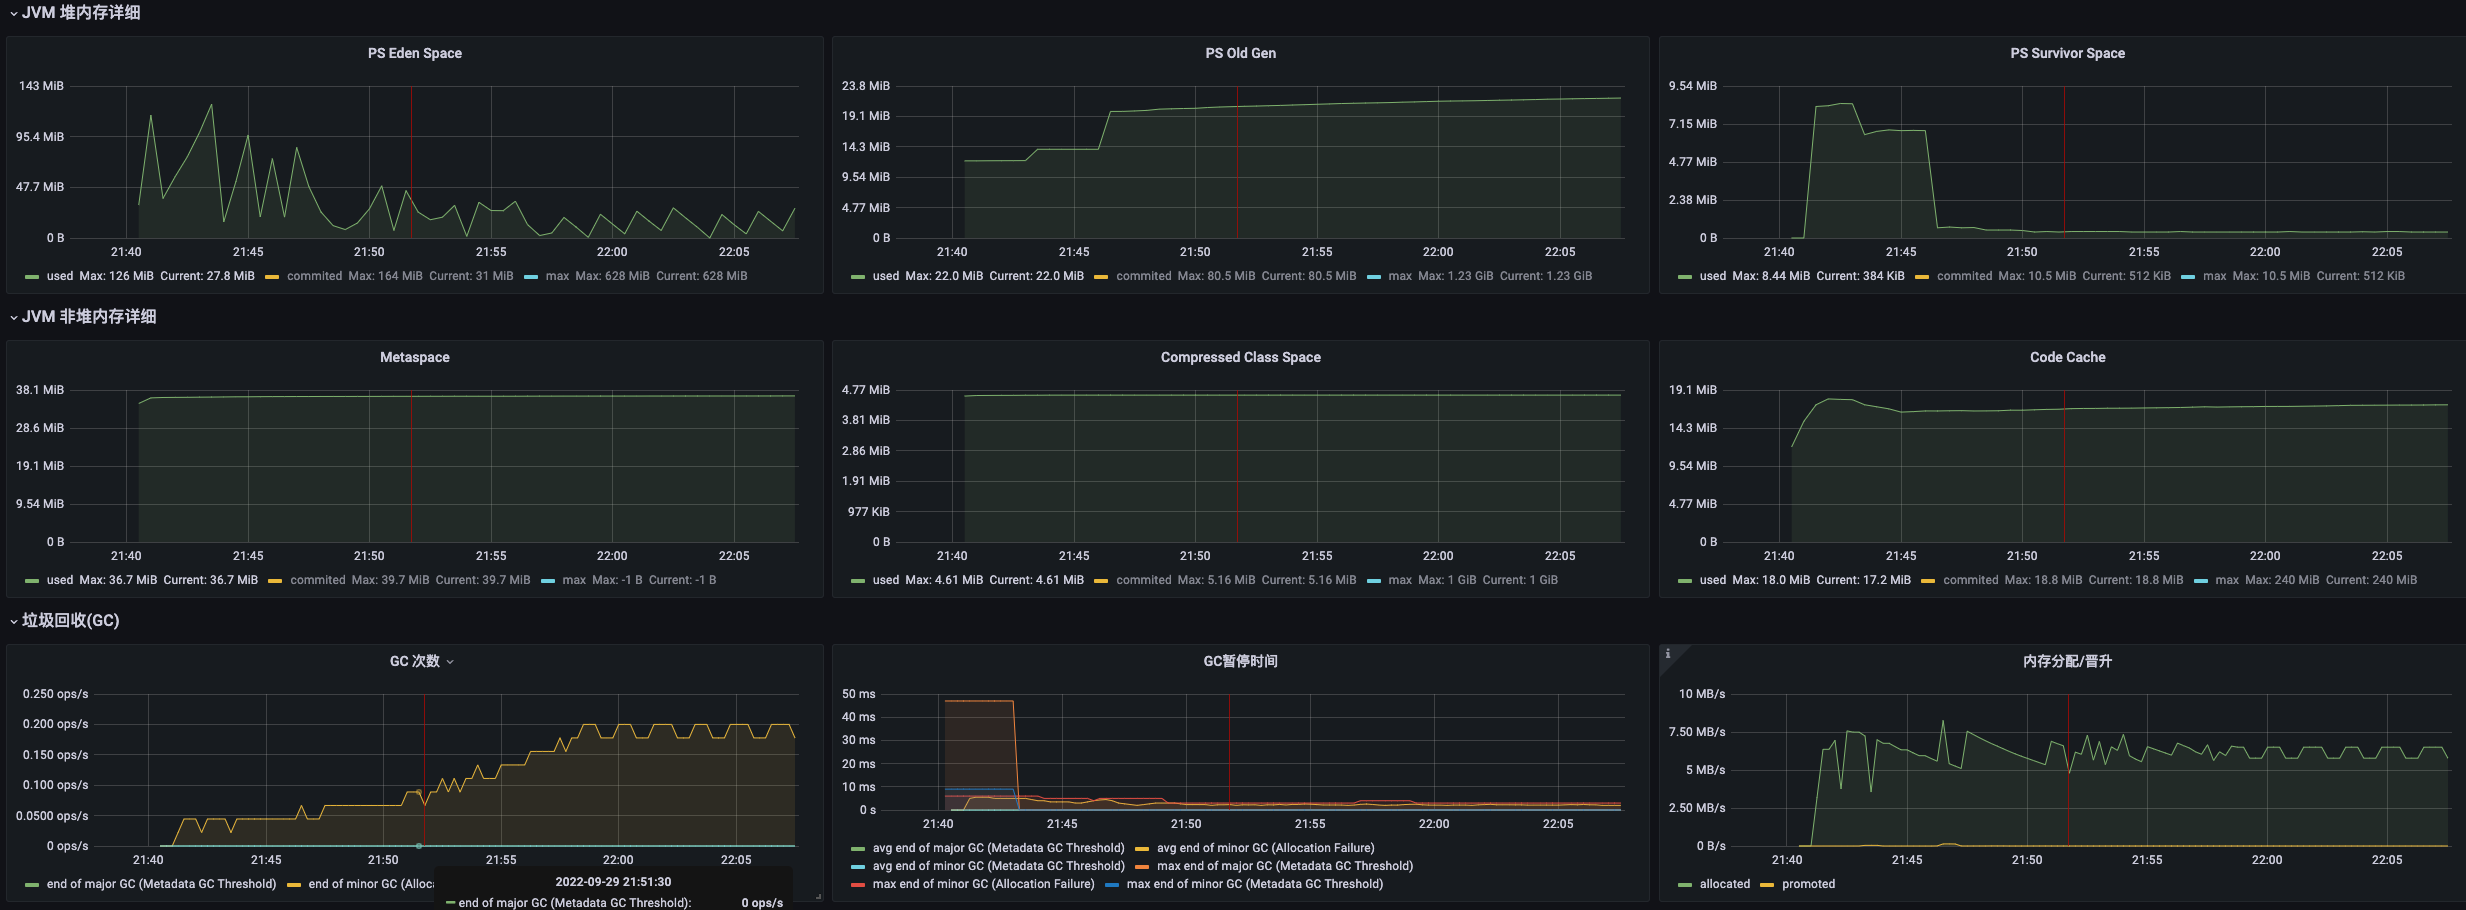 JVM 堆内存详细
PS Eden Space
143 MiB
95.4 MiB
47.7 MiB
0 B
21:40 21:45 21:50 21:55 22:00 22:05
used Max: 126 MiB Current: 27.8 MiB commited Max: 164 MiB Current: 31 MiB max Max: 628 MiB Current: 628 MiB
PS Old Gen
23.8 MiB
19.1 MiB
14.3 MiB
9.54 MiB
4.77 MiB
0 B
21:40 21:45 21:50 21:55 22:00 22:05
used Max: 22.0 MiB Current: 22.0 MiB commited Max: 80.5 MiB Current: 80.5 MiB max Max: 1.23 GiB Current: 1.23 GiB
PS Survivor Space
9.54 MiB
7.15 MiB
4.77 MiB
2.38 MiB
0 B
21:40 21:45 21:50 21:55 22:00 22:05
used Max: 8.44 MiB Current: 384 KiB commited Max: 10.5 MiB Current: 512 KiB max Max: 10.5 MiB Current: 512 KiB
JVM 非堆内存详细
Metaspace
38.1 MiB
28.6 MiB
19.1 MiB
9.54 MiB
0 B
21:40 21:45 21:50 21:55 22:00 22:05
used Max: 36.7 MiB Current: 36.7 MiB commited Max: 39.7 MiB Current: 39.7 MiB max Max: -1 B Current: -1 B
Compressed Class Space
4.77 MiB
3.81 MiB
2.86 MiB
1.91 MiB
977 KiB
0 B
21:40 21:45 21:50 21:55 22:00 22:05
used Max: 4.61 MiB Current: 4.61 MiB commited Max: 5.16 MiB Current: 5.16 MiB max Max: 1 GiB Current: 1 GiB
Code Cache
19.1 MiB
14.3 MiB
9.54 MiB
4.77 MiB
0 B
21:40 21:45 21:50 21:55 22:00 22:05
used Max: 18.0 MiB Current: 17.2 MiB commited Max: 18.8 MiB Current: 18.8 MiB max Max: 240 MiB Current: 240 MiB
垃圾回收(GC)
GC 次数
0.250 ops/s
0.200 ops/s
0.150 ops/s
0.100 ops/s
0.0500 ops/s
0 ops/s
21:40 21:45 21:50 21:55 22:00 22:05
end of major GC (Metadata GC Threshold) end of minor GC (Alloca
2022-09-29 21:51:30
end of major GC (Metadata GC Threshold): 0 ops/s
GC暂停时间
50 ms
40 ms
30 ms
20 ms
10 ms
0 s
21:40 21:45 21:50 21:55 22:00 22:05
avg end of major GC (Metadata GC Threshold) avg end of minor GC (Allocation Failure)
avg end of minor GC (Metadata GC Threshold) max end of major GC (Metadata GC Threshold)
max end of minor GC (Allocation Failure) max end of minor GC (Metadata GC Threshold)
i
内存分配/晋升
10 MB/s
7.50 MB/s
5 MB/s
2.50 MB/s
0 B/s
21:40 21:45 21:50 21:55 22:00 22:05
allocated promoted